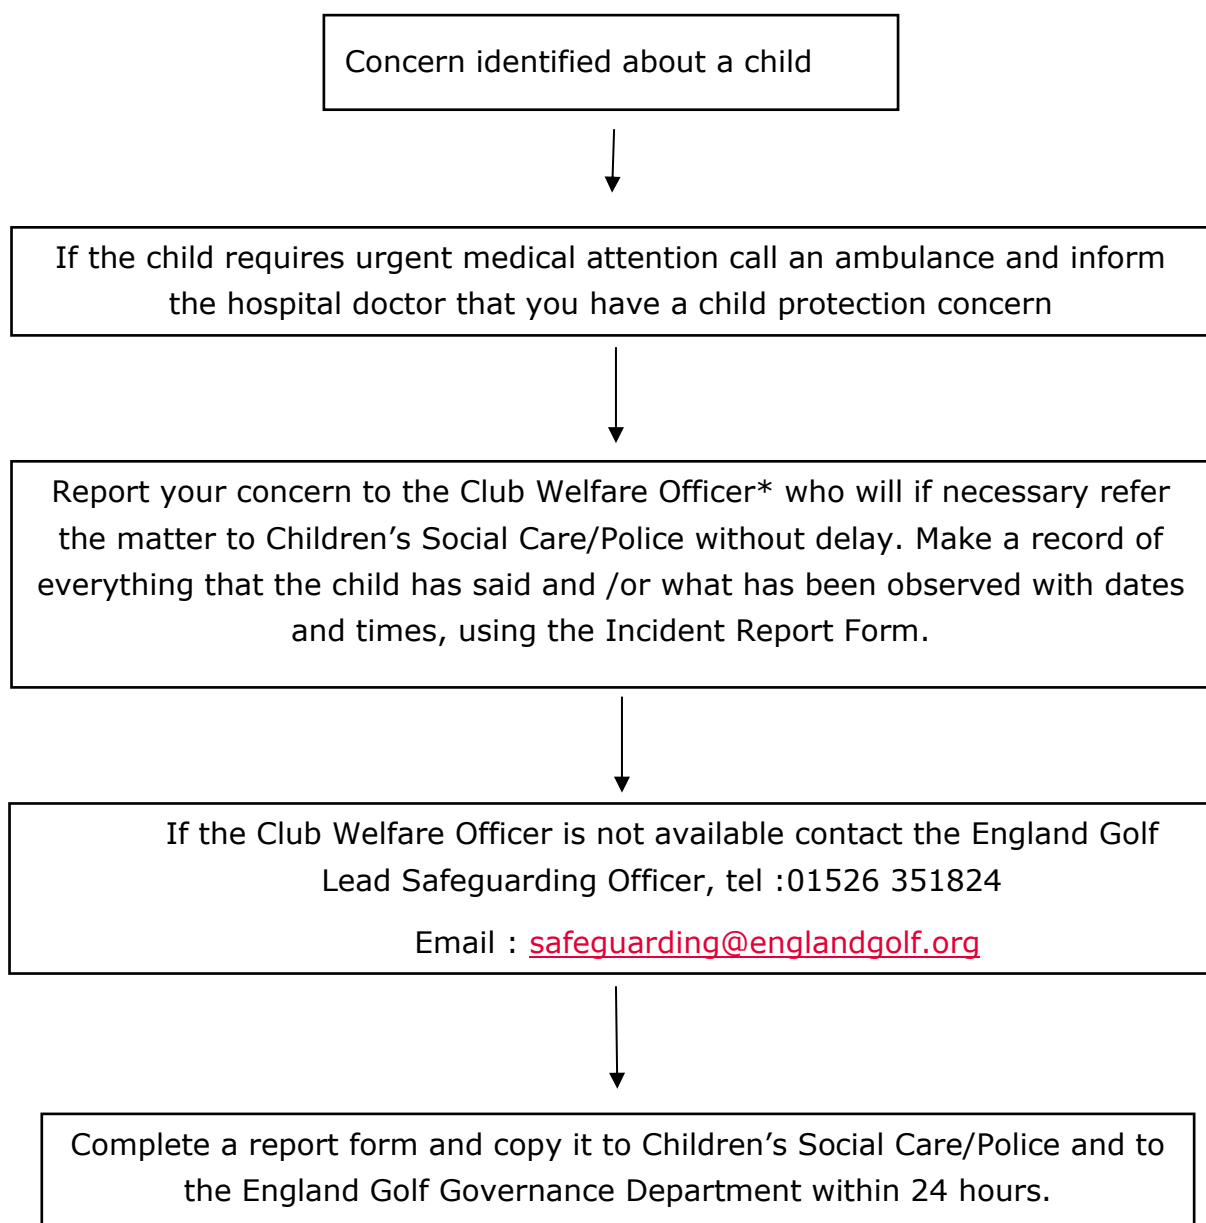 Concern identified about a child
If the child requires urgent medical attention call an ambulance and inform
the hospital doctor that you have a child protection concern
Report your concern to the Club Welfare Officer* who will if necessary refer
the matter to Children’s Social Care/Police without delay. Make a record of
everything that the child has said and /or what has been observed with dates
and times, using the Incident Report Form.
If the Club Welfare Officer is not available contact the England Golf
Lead Safeguarding Officer, tel :01526 351824
Email : safeguarding@englandgolf.org
Complete a report form and copy it to Children’s Social Care/Police and to
the England Golf Governance Department within 24 hours.